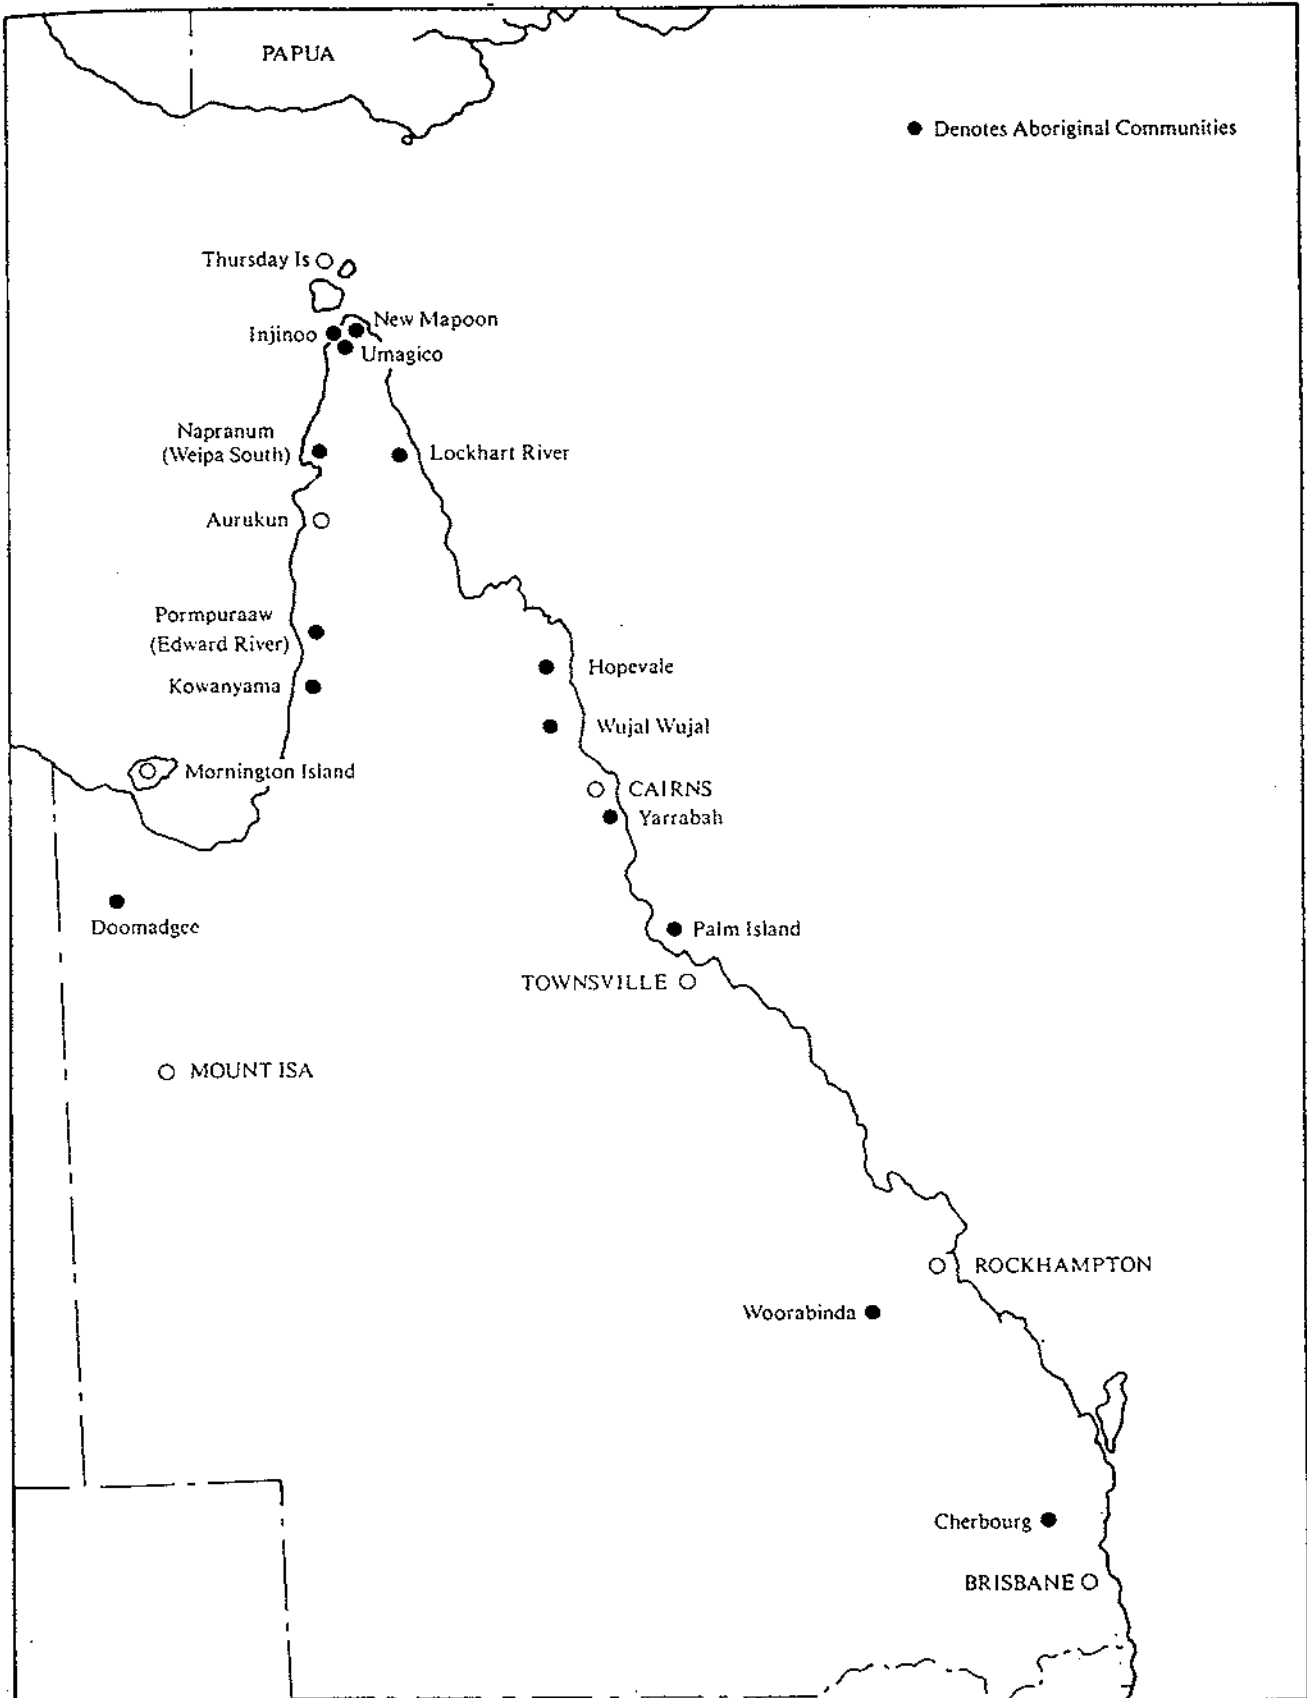 PAPUA
● Denotes Aboriginal Communities
Thursday Is
New Mapoon
Injinoo
Umagico
Napranum
(Weipa South)
Lockhart River
Aurukun
Pormpuraaw
(Edward River)
Hopevale
Kowanyama
Wujal Wujal
Mornington Island
CAIRNS
Yarrabah
Doomadgee
Palm Island
TOWNSVILLE
MOUNT ISA
ROCKHAMPTON
Woorabinda
Cherbourg
BRISBANE